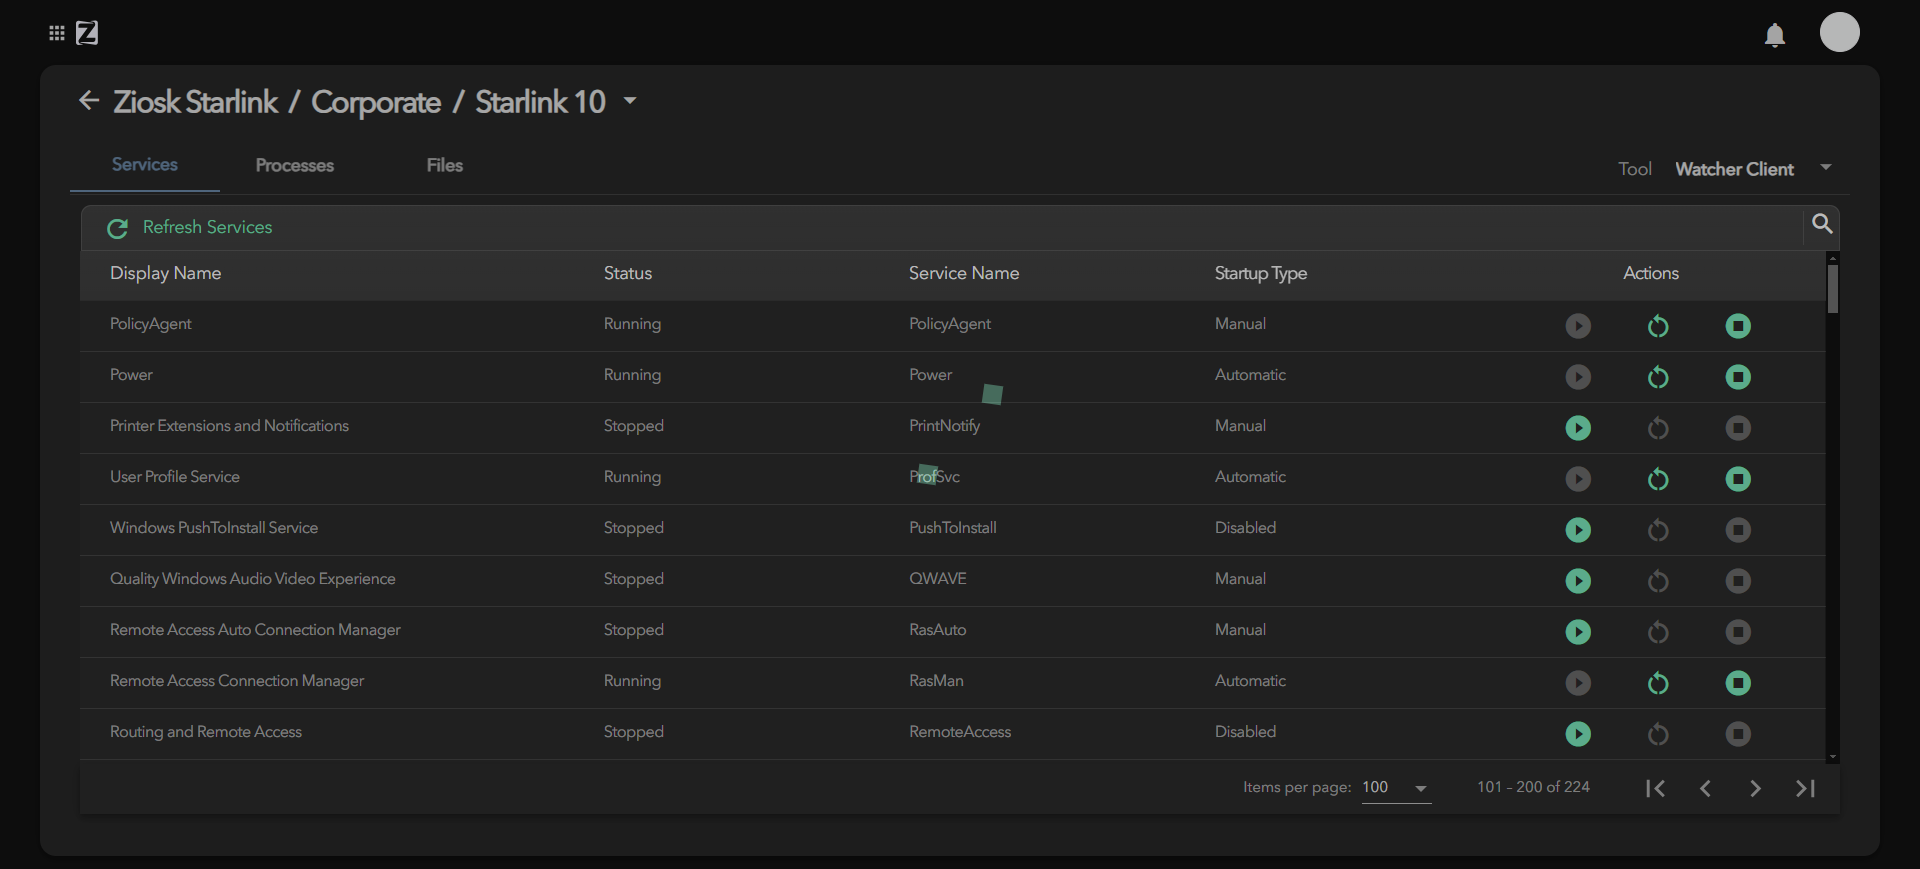 Z
Ziosk Starlink / Corporate / Starlink 10
Services Processes Files Tool Watcher Client
Refresh Services
Display Name Status Service Name Startup Type Actions
PolicyAgent Running PolicyAgent Manual
Power Running Power Automatic
Printer Extensions and Notifications Stopped PrintNotify Manual
User Profile Service Running ProfSvc Automatic
Windows PushToInstall Service Stopped PushToInstall Disabled
Quality Windows Audio Video Experience Stopped QWAVE Manual
Remote Access Auto Connection Manager Stopped RasAuto Manual
Remote Access Connection Manager Running RasMan Automatic
Routing and Remote Access Stopped RemoteAccess Disabled
Items per page: 100 101 - 200 of 224